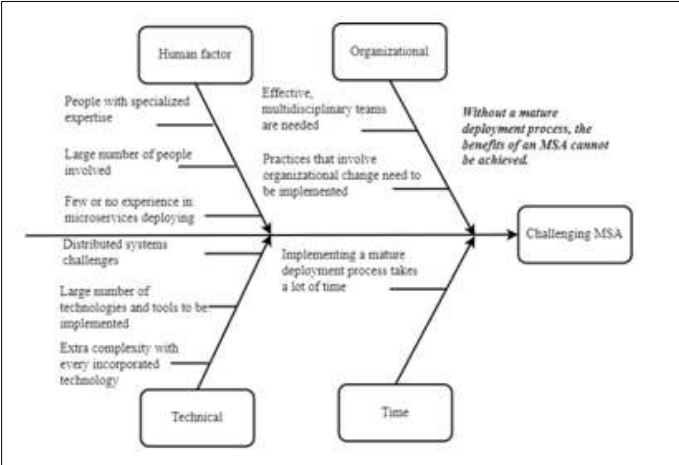 Human factor
Organizational
People with specialized
expertise
Large number of people
involved
Few or no experience in
microservices deploying
Effective,
multidisciplinary teams
are needed
Practices that involve
organizational change need to
be implemented
Without a mature
deployment process, the
benefits of an MSA cannot
be achieved.
Challenging MSA
Distributed systems
challenges
Large number of
technologies and tools to be
implemented
Extra complexity with
every incorporated
technology
Implementing a mature
deployment process takes
a lot of time
Technical
Time